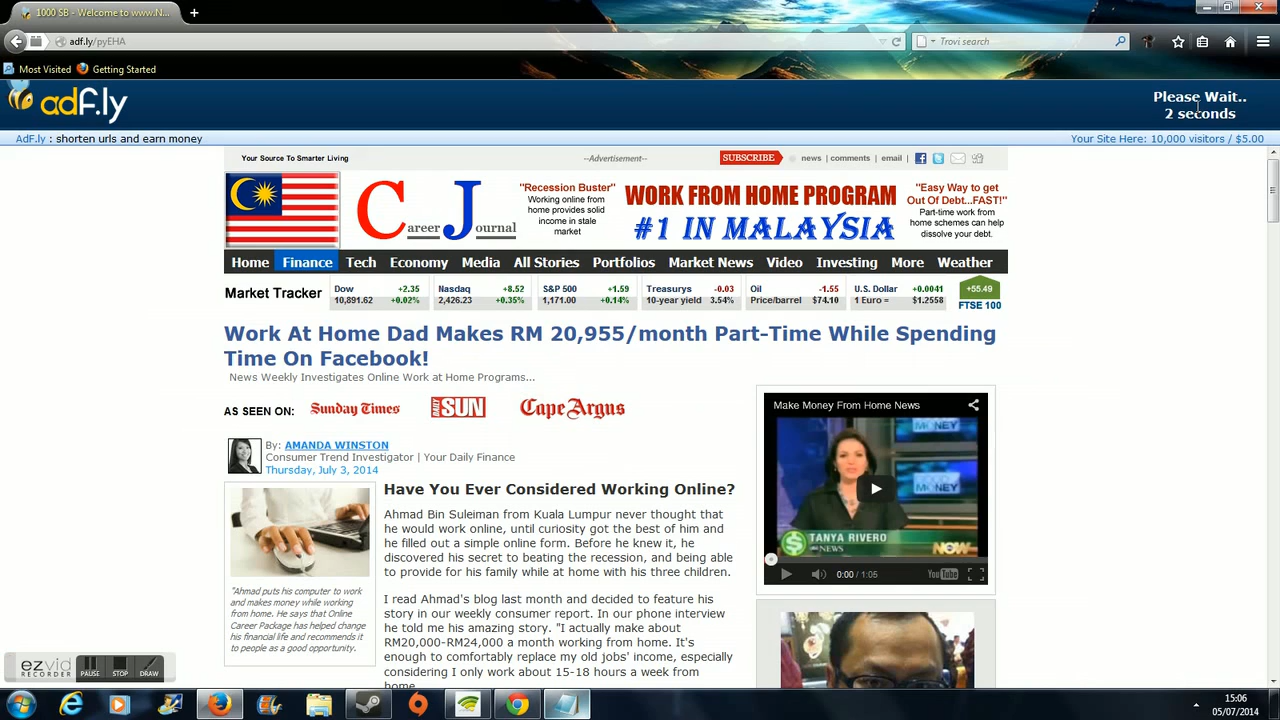 1000 SB - Welcome to www.N...
adf.ly/pyEHA
Trovi search
Most Visited
Getting Started
adf.ly
Please Wait..
2 seconds
AdF.ly : shorten urls and earn money
Your Site Here: 10,000 visitors / $5.00
Your Source To Smarter Living
--Advertisement--
SUBSCRIBE
news | comments | email |
Career Journal
"Recession Buster"
Working online from
home provides solid
income in stale
market
WORK FROM HOME PROGRAM
#1 IN MALAYSIA
"Easy Way to get
Out Of Debt...FAST!"
Part-time work from
home schemes can help
dissolve your debt.
Home Finance Tech Economy Media All Stories Portfolios Market News Video Investing More Weather
Market Tracker
Dow +2.35
10,891.62 +0.02%
Nasdaq +8.52
2,426.23 +0.35%
S&P 500 +1.59
1,171.00 +0.14%
Treasurys -0.03
10-year yield 3.54%
Oil -1.55
Price/barrel $74.10
U.S. Dollar +0.0041
1 Euro = $1.2558
+55.49
FTSE 100
Work At Home Dad Makes RM 20,955/month Part-Time While Spending
Time On Facebook!
News Weekly Investigates Online Work at Home Programs...
AS SEEN ON:
Sunday Times
DAILY SUN
Cape Argus
By: AMANDA WINSTON
Consumer Trend Investigator | Your Daily Finance
Thursday, July 3, 2014
"Ahmad puts his computer to work
and makes money while working
from home. He says that Online
Career Package has helped change
his financial life and recommends it
to people as a good opportunity.
Have You Ever Considered Working Online?
Ahmad Bin Suleiman from Kuala Lumpur never thought that
he would work online, until curiosity got the best of him and
he filled out a simple online form. Before he knew it, he
discovered his secret to beating the recession, and being able
to provide for his family while at home with his three children.
I read Ahmad's blog last month and decided to feature his
story in our weekly consumer report. In our phone interview
he told me his amazing story. "I actually make about
RM20,000-RM24,000 a month working from home. It's
enough to comfortably replace my old jobs' income, especially
considering I only work about 15-18 hours a week from
home.
Make Money From Home News
MONEY
MONEY
TANYA RIVERO
NEWS
NOW
0:00 / 1:05
YouTube
ezvid
RECORDER
PAUSE
STOP
DRAW
15:06
05/07/2014